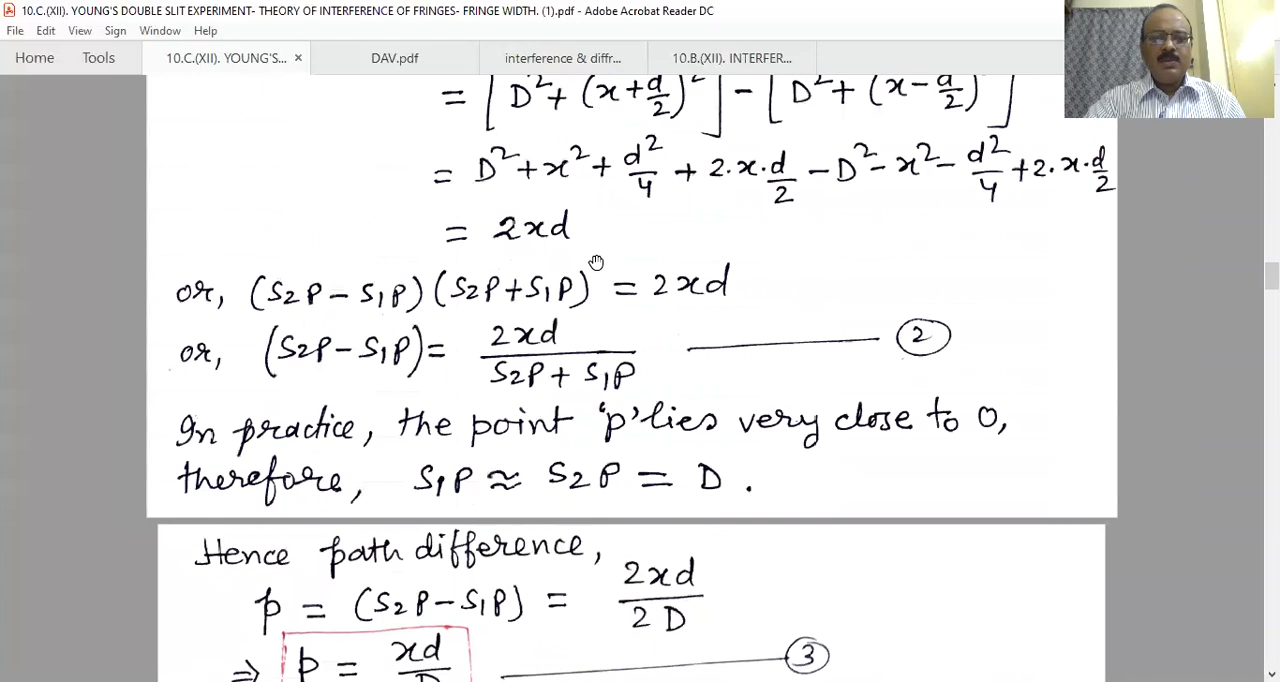 10.C.(XII). YOUNG'S DOUBLE SLIT EXPERIMENT- THEORY OF INTERFERENCE OF FRINGES- FRINGE WIDTH. (1).pdf - Adobe Acrobat Reader DC
File Edit View Sign Window Help
Home Tools 10.C.(XII). YOUNG'S... × DAV.pdf interference & diffr... 10.B.(XII). INTERFER...
= [D² + (x + d/2)²] - [D² + (x - d/2)²]
= D² + x² + d²/4 + 2.x.d/2 - D² - x² - d²/4 + 2.x.d/2
= 2xd
or, (S2P - S1P) (S2P + S1P) = 2xd
or, (S2P - S1P) = 2xd / S2P + S1P ——— 2
In practice, the point 'p' lies very close to O,
therefore, S1P ≈ S2P = D.
Hence path difference,
p = (S2P - S1P) = 2xd / 2D
⇒ p = xd / D ——— 3